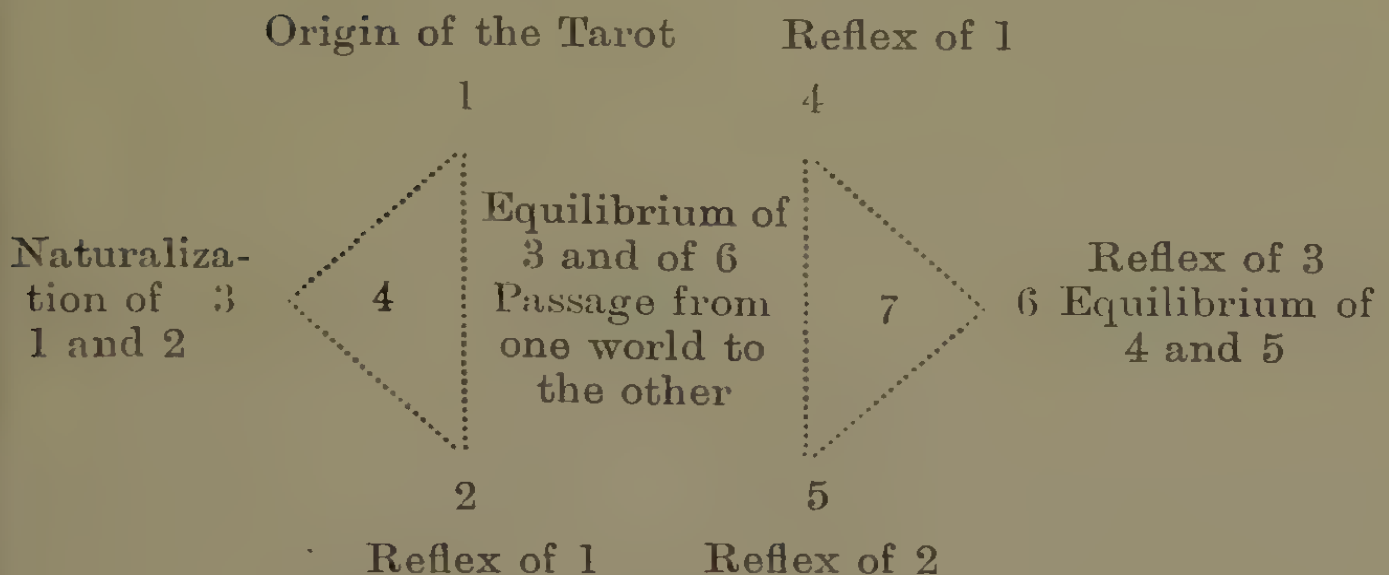 Origin of the Tarot Reflex of 1
1 4
Naturaliza-
tion of 3
1 and 2
4
Equilibrium of
3 and of 6
Passage from
one world to
the other
7
6 Reflex of 3
Equilibrium of
4 and 5
2 5
Reflex of 1 Reflex of 2